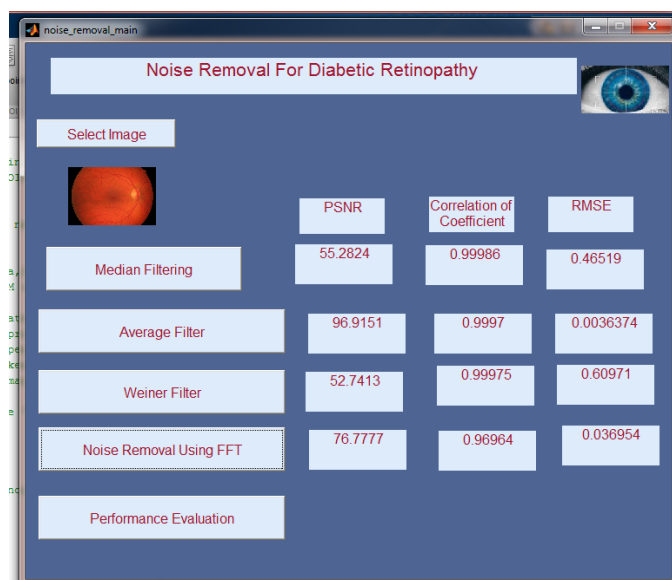 noise_removal_main
Noise Removal For Diabetic Retinopathy
Select Image
PSNR
Correlation of
Coefficient
RMSE
Median Filtering
55.2824
0.99986
0.46519
Average Filter
96.9151
0.9997
0.0036374
Weiner Filter
52.7413
0.99975
0.60971
Noise Removal Using FFT
76.7777
0.96964
0.036954
Performance Evaluation